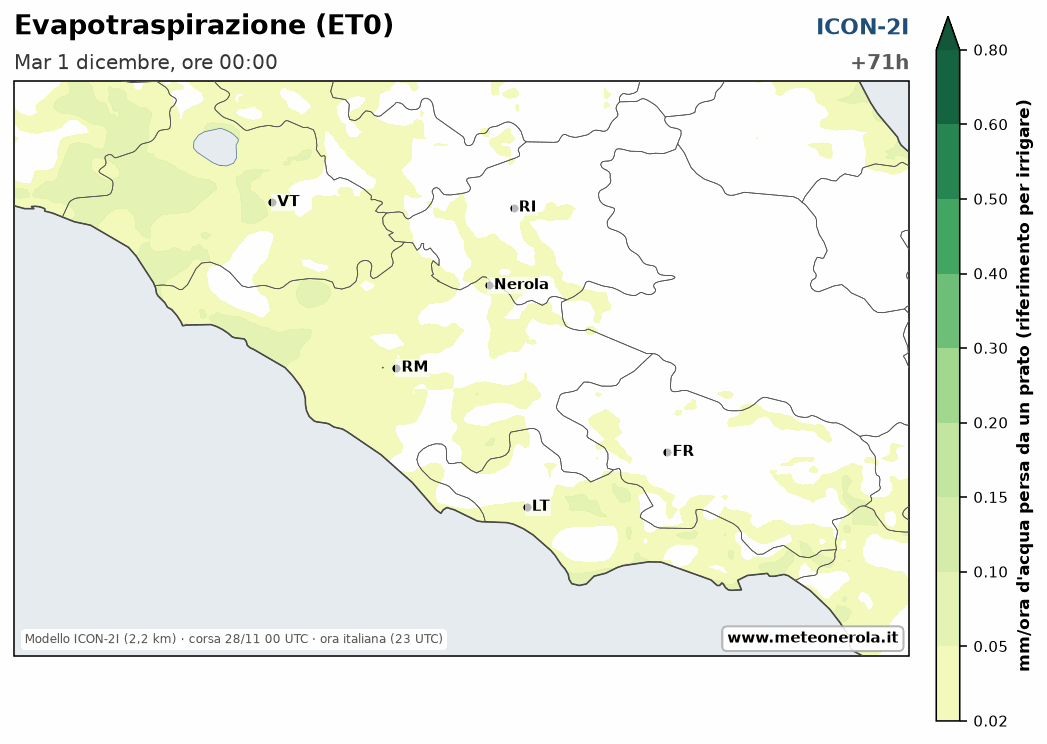 Evapotraspirazione (ET0)
ICON-2I
Mar 1 dicembre, ore 00:00
+71h
VT
RI
Nerola
RM
FR
LT
Modello ICON-2I (2,2 km) · corsa 28/11 00 UTC · ora italiana (23 UTC)
www.meteonerola.it
0.80
0.60
0.50
0.40
0.30
0.20
0.15
0.10
0.05
0.02
mm/ora d'acqua persa da un prato (riferimento per irrigare)